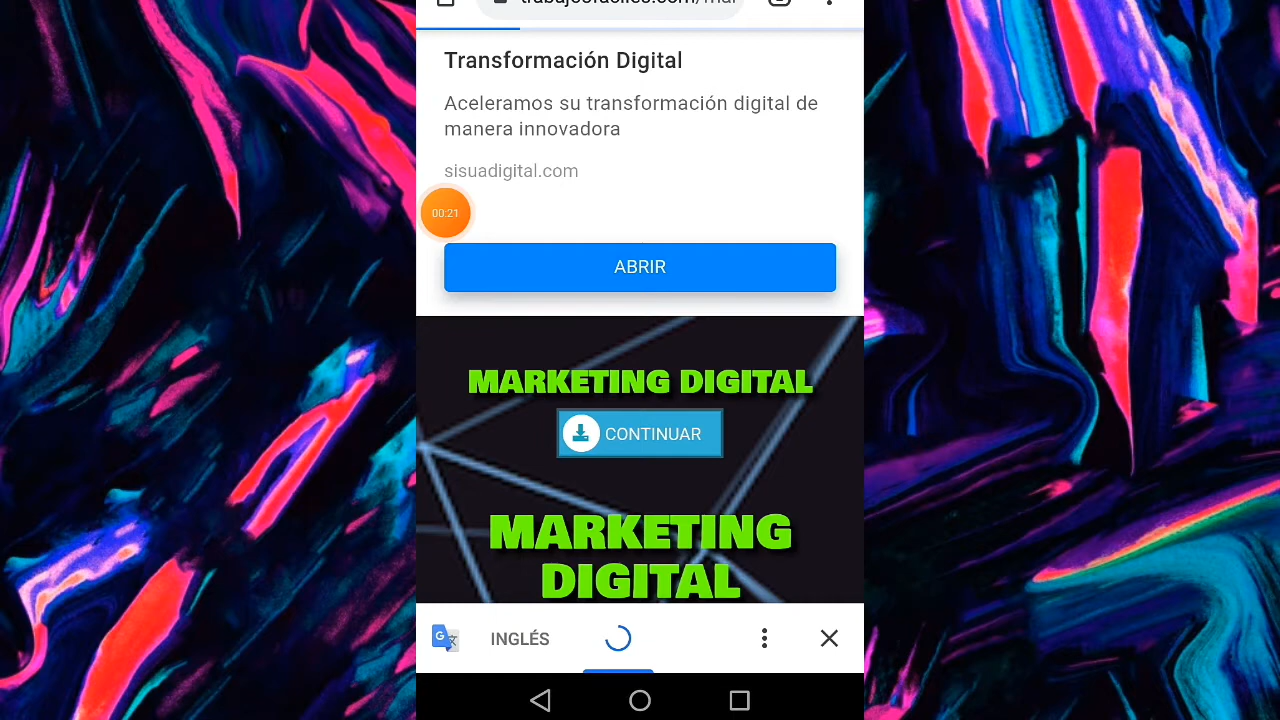 Transformación Digital
Aceleramos su transformación digital de
manera innovadora
sisuadigital.com
00:21
ABRIR
MARKETING DIGITAL
CONTINUAR
MARKETING
DIGITAL
INGLÉS